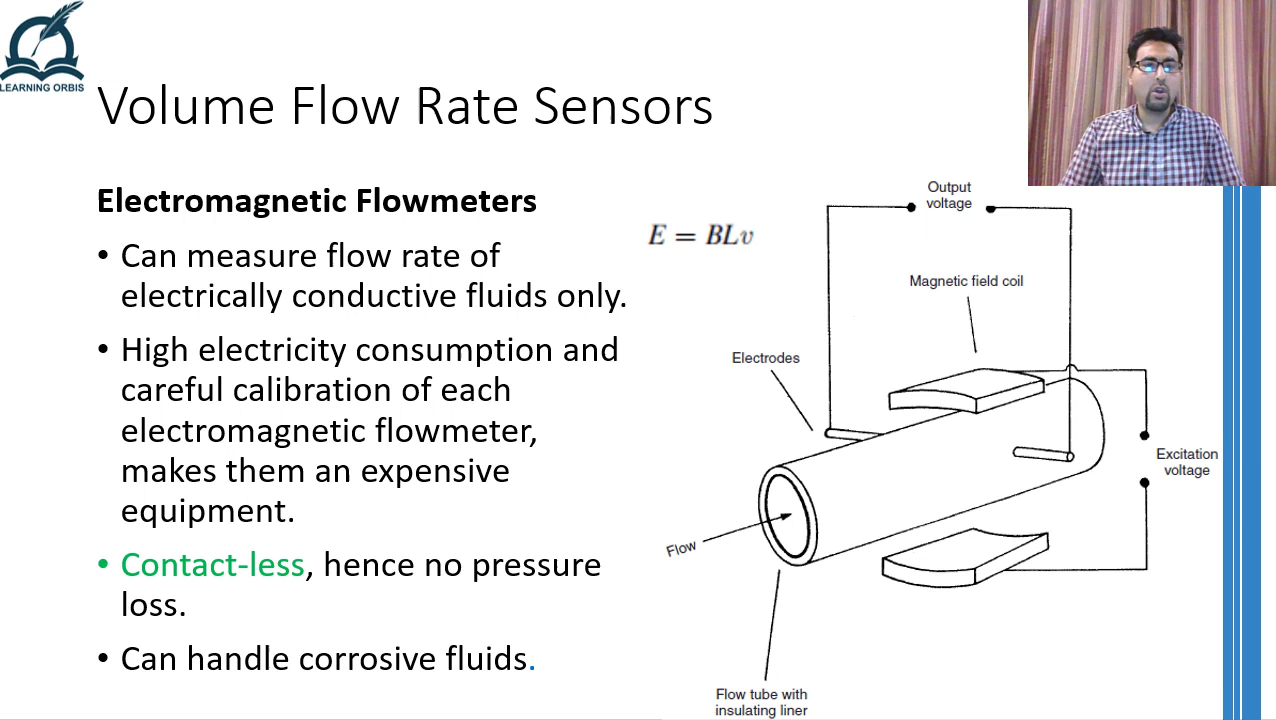 LEARNING ORBIS
Volume Flow Rate Sensors
Electromagnetic Flowmeters
• Can measure flow rate of
electrically conductive fluids only.
• High electricity consumption and
careful calibration of each
electromagnetic flowmeter,
makes them an expensive
equipment.
• Contact-less, hence no pressure
loss.
• Can handle corrosive fluids.
E = BLv
Output
voltage
Magnetic field coil
Electrodes
Excitation
voltage
Flow
Flow tube with
insulating liner